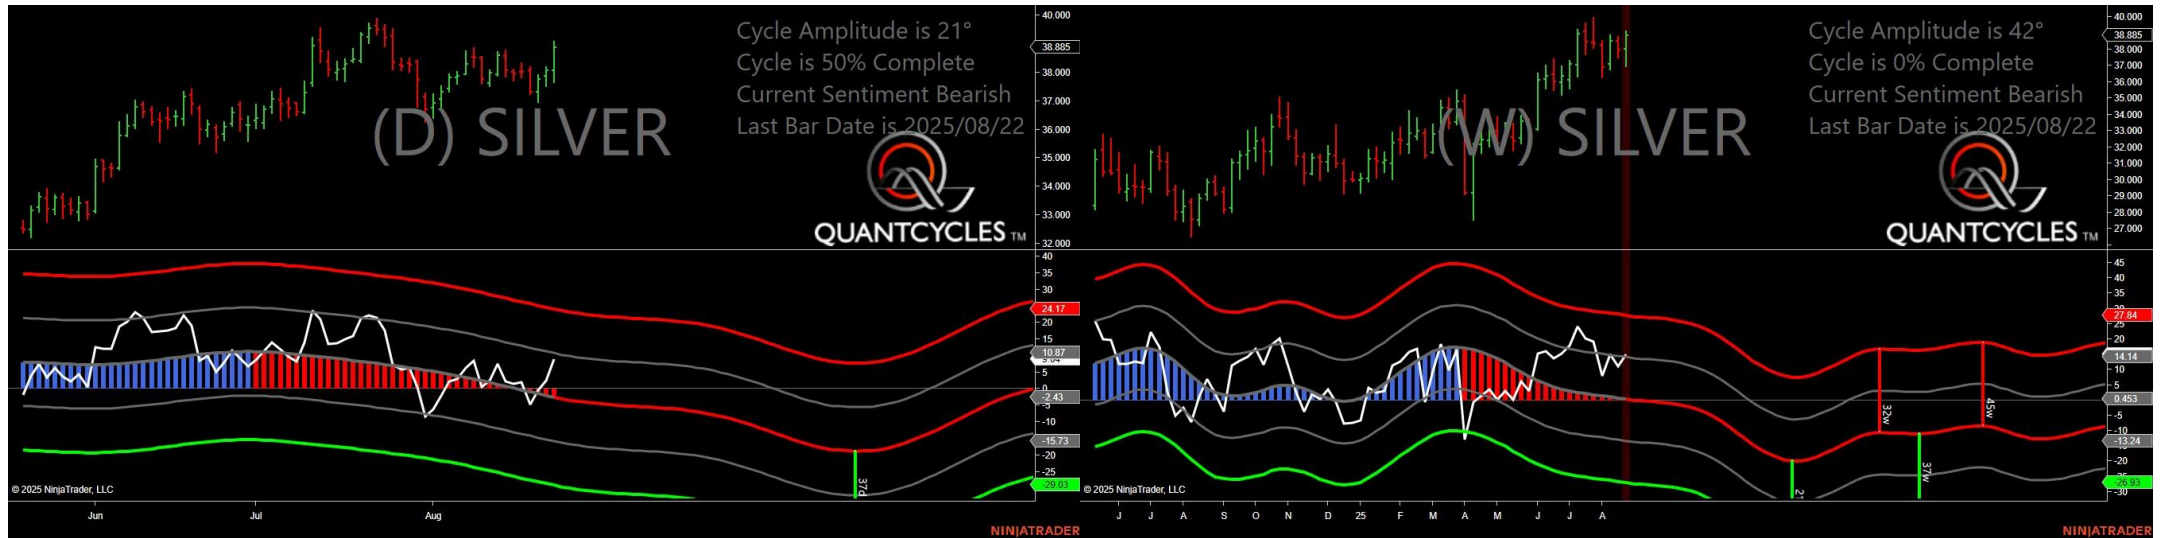 Cycle Amplitude is 21°
Cycle is 50% Complete
Current Sentiment Bearish
Last Bar Date is 2025/08/22
(D) SILVER
QUANTCYCLES TM
40.000
38.885
38.000
37.000
36.000
35.000
34.000
33.000
32.000
40
35
30
24.17
20
15
10.87
5
0
-2.43
-5
-10
-15.73
-20
-25
-29.03
37d
© 2025 NinjaTrader, LLC
Jun
Jul
Aug
NINJATRADER
Cycle Amplitude is 42°
Cycle is 0% Complete
Current Sentiment Bearish
Last Bar Date is 2025/08/22
(W) SILVER
QUANTCYCLES TM
40.000
38.885
38.000
37.000
36.000
35.000
34.000
33.000
32.000
31.000
30.000
29.000
28.000
27.000
45
40
35
27.84
25
20
14.14
10
5
0.453
-5
-10
-13.24
-20
-26.93
-30
32w
45w
37w
21
© 2025 NinjaTrader, LLC
J
J
A
S
O
N
D
25
F
M
A
M
J
J
A
NINJATRADER